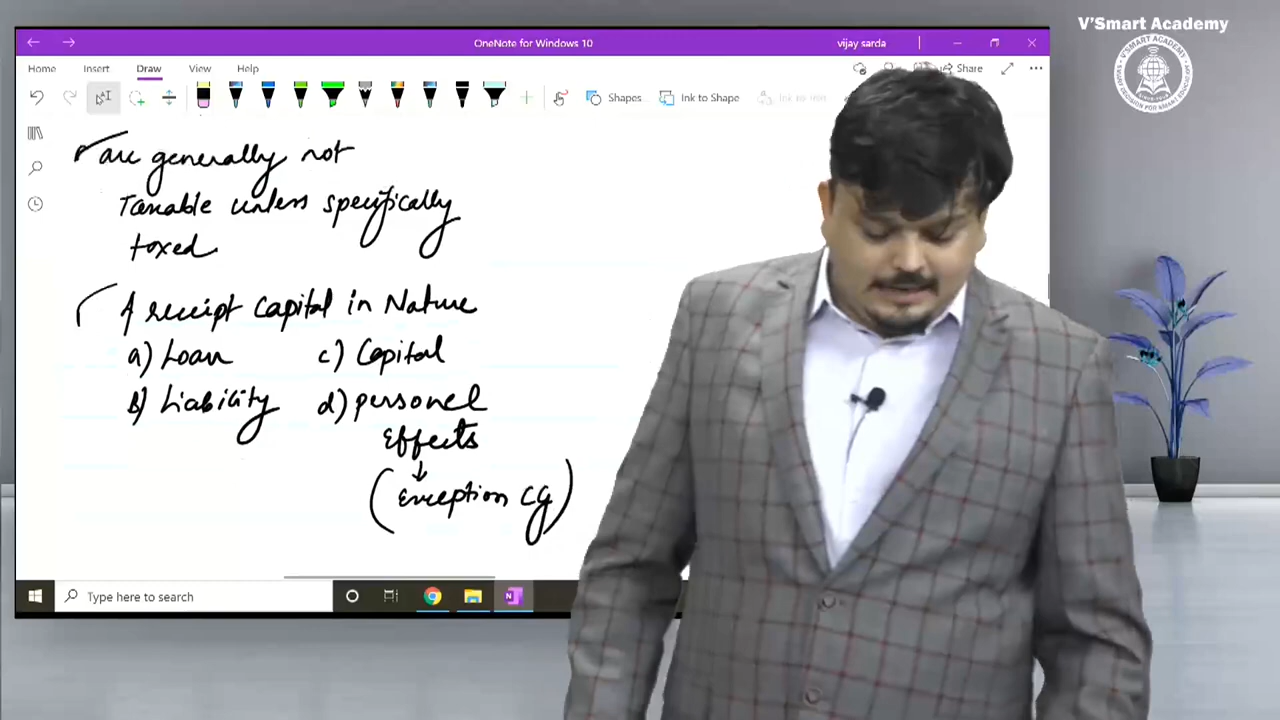 V'Smart Academy
OneNote for Windows 10
vijay sarda
Home Insert Draw View Help
Share
Shapes
Ink to Shape
are generally not
Taxable unless specifically
taxed
A receipt Capital in Nature
a) Loan c) Capital
b) Liability d) personel
Effects
(Exception CG)
Type here to search